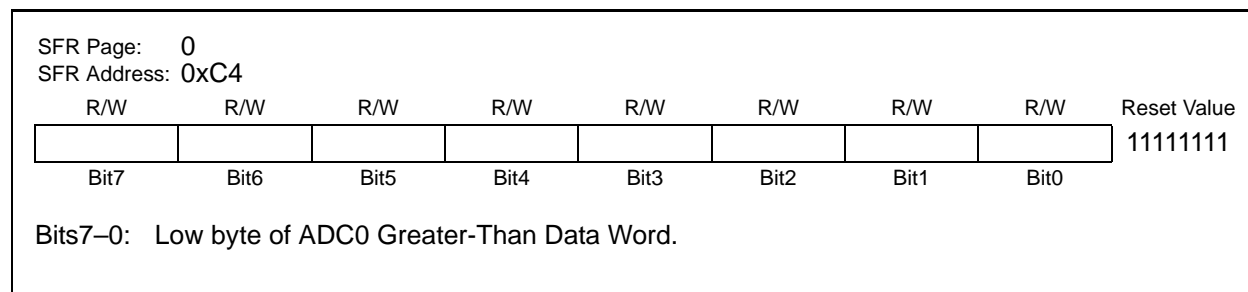 SFR Page: 0
SFR Address: 0xC4
R/W R/W R/W R/W R/W R/W R/W R/W Reset Value
11111111
Bit7 Bit6 Bit5 Bit4 Bit3 Bit2 Bit1 Bit0
Bits7–0: Low byte of ADC0 Greater-Than Data Word.